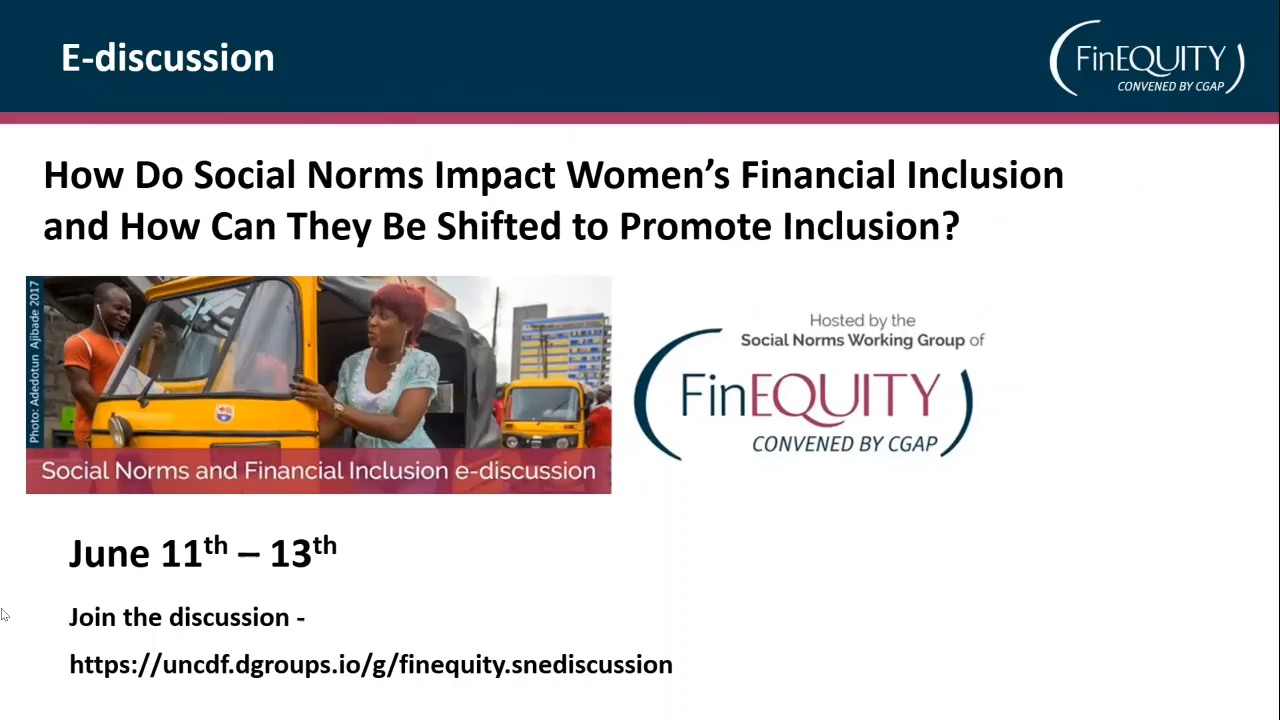 E-discussion
FinEQUITY
CONVENED BY CGAP
How Do Social Norms Impact Women’s Financial Inclusion
and How Can They Be Shifted to Promote Inclusion?
Photo: Adedotun Ajibade 2017
Social Norms and Financial Inclusion e-discussion
Hosted by the
Social Norms Working Group of
FinEQUITY
CONVENED BY CGAP
June 11th – 13th
Join the discussion -
https://uncdf.dgroups.io/g/finequity.snediscussion